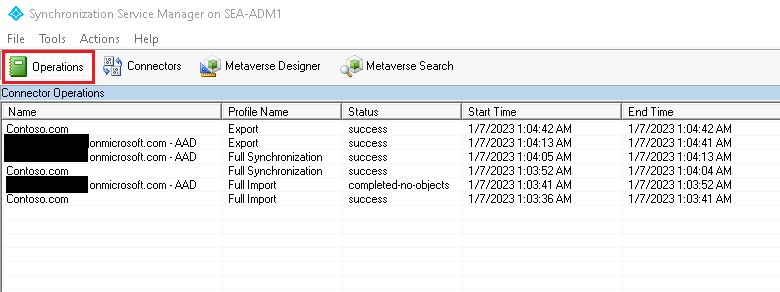 Synchronization Service Manager on SEA-ADM1
File Tools Actions Help
Operations Connectors Metaverse Designer Metaverse Search
Connector Operations
Name Profile Name Status Start Time End Time
Contoso.com Export success 1/7/2023 1:04:42 AM 1/7/2023 1:04:42 AM
onmicrosoft.com - AAD Export success 1/7/2023 1:04:13 AM 1/7/2023 1:04:41 AM
onmicrosoft.com - AAD Full Synchronization success 1/7/2023 1:04:05 AM 1/7/2023 1:04:13 AM
Contoso.com Full Synchronization success 1/7/2023 1:03:52 AM 1/7/2023 1:04:04 AM
onmicrosoft.com - AAD Full Import completed-no-objects 1/7/2023 1:03:41 AM 1/7/2023 1:03:52 AM
Contoso.com Full Import success 1/7/2023 1:03:36 AM 1/7/2023 1:03:41 AM